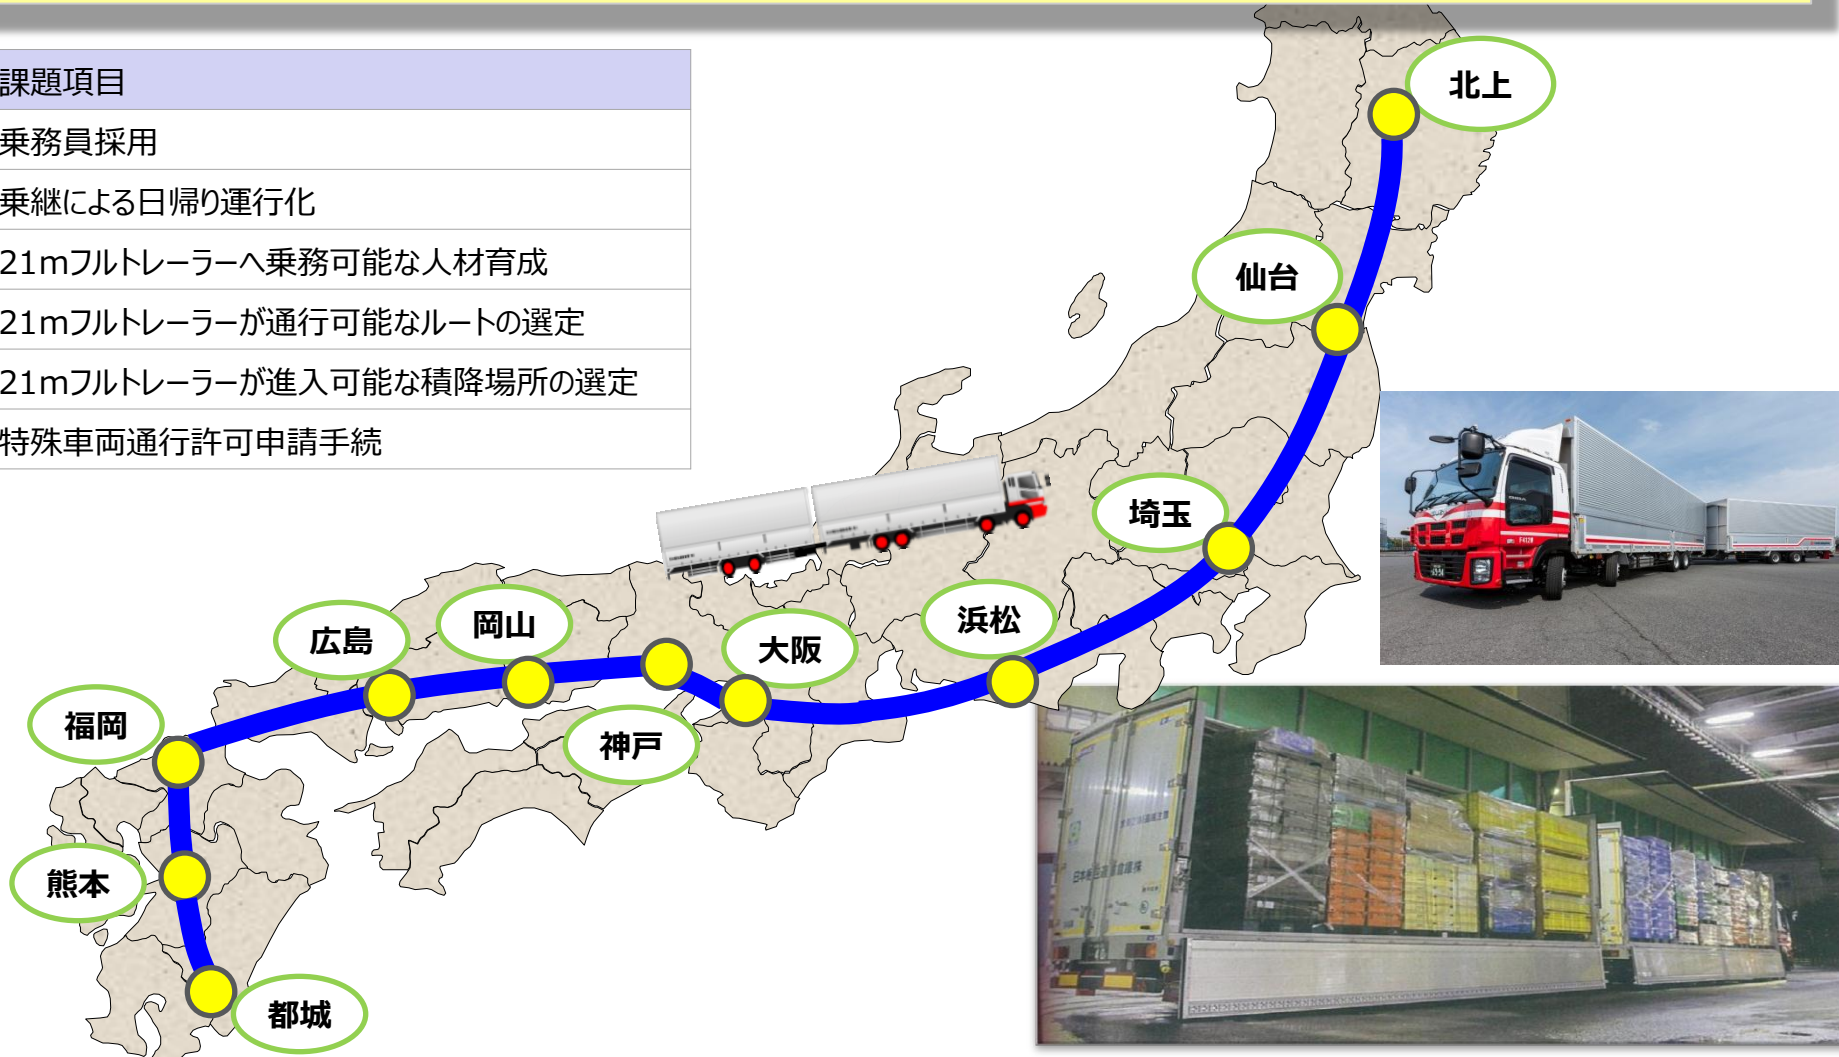 課題項目
乗務員採用
乗継による日帰り運行化
21mフルトレーラーへ乗務可能な人材育成
21mフルトレーラーが通行可能なルートの選定
21mフルトレーラーが進入可能な積降場所の選定
特殊車両通行許可申請手続
北上
仙台
埼玉
浜松
大阪
神戸
岡山
広島
福岡
熊本
都城